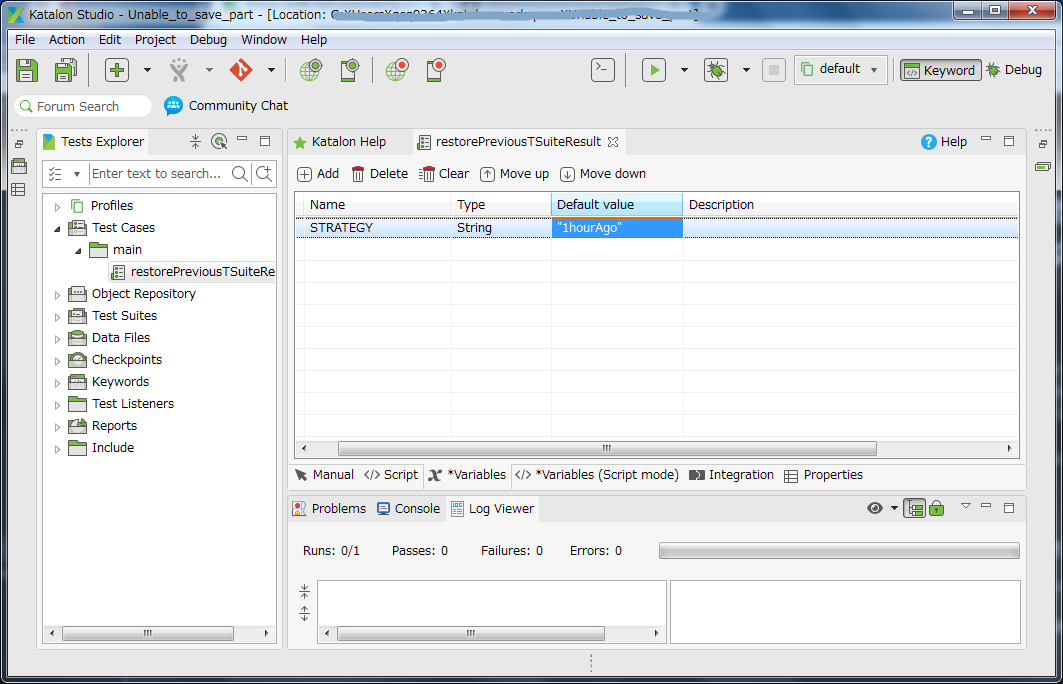 Katalon Studio - Unable_to_save_part - [Location:
File Action Edit Project Debug Window Help
default Keyword Debug
Forum Search Community Chat
Tests Explorer
Enter text to search...
Profiles
Test Cases
main
restorePreviousTSuiteRe
Object Repository
Test Suites
Data Files
Checkpoints
Keywords
Test Listeners
Reports
Include
Katalon Help restorePreviousTSuiteResult Help
Add Delete Clear Move up Move down
Name Type Default value Description
STRATEGY String "1hourAgo"
Manual </> Script *Variables </> *Variables (Script mode) Integration Properties
Problems Console Log Viewer
Runs: 0/1 Passes: 0 Failures: 0 Errors: 0